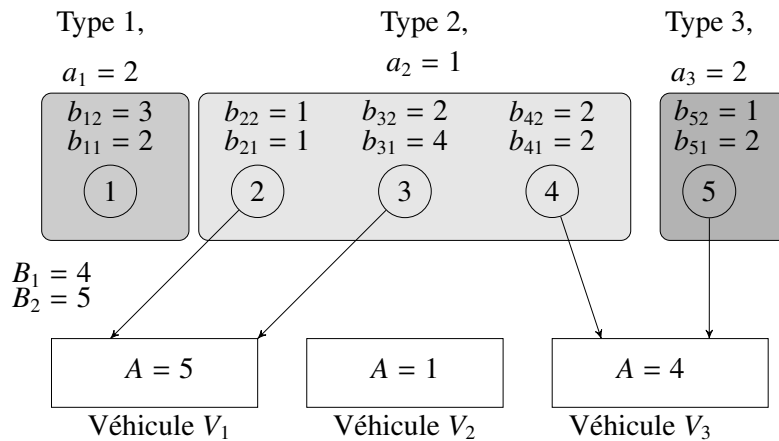 Type 1, Type 2, Type 3,
a₁ = 2 a₂ = 1 a₃ = 2
b₁₂ = 3 b₂₂ = 1 b₃₂ = 2 b₄₂ = 2 b₅₂ = 1
b₁₁ = 2 b₂₁ = 1 b₃₁ = 4 b₄₁ = 2 b₅₁ = 2
1 2 3 4 5
B₁ = 4
B₂ = 5
A = 5 A = 1 A = 4
Véhicule V₁ Véhicule V₂ Véhicule V₃